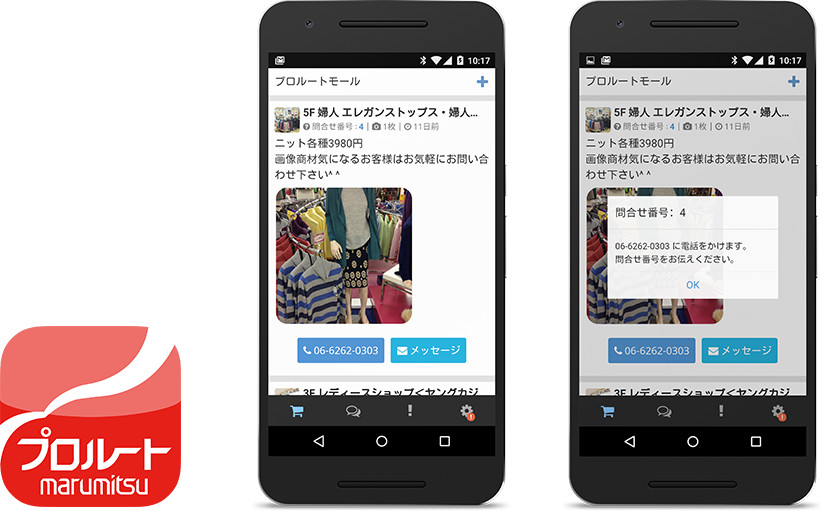 プロルート
marumitsu
10:17
プロルートモール
5F 婦人 エレガンストップス・婦人...
問合せ番号 : 4 | 1枚 | 11日前
ニット各種3980円
画像商材気になるお客様はお気軽にお問い合
わせ下さい^ ^
06-6262-0303
メッセージ
3F レディースショップ<ヤングカジ
10:17
プロルートモール
5F 婦人 エレガンストップス・婦人...
問合せ番号 : 4 | 1枚 | 11日前
ニット各種3980円
画像商材気になるお客様はお気軽にお問い合
わせ下さい^ ^
問合せ番号：4
06-6262-0303 に電話をかけます。
問合せ番号をお伝えください。
OK
06-6262-0303
メッセージ
3F レディースショップ<ヤングカジ